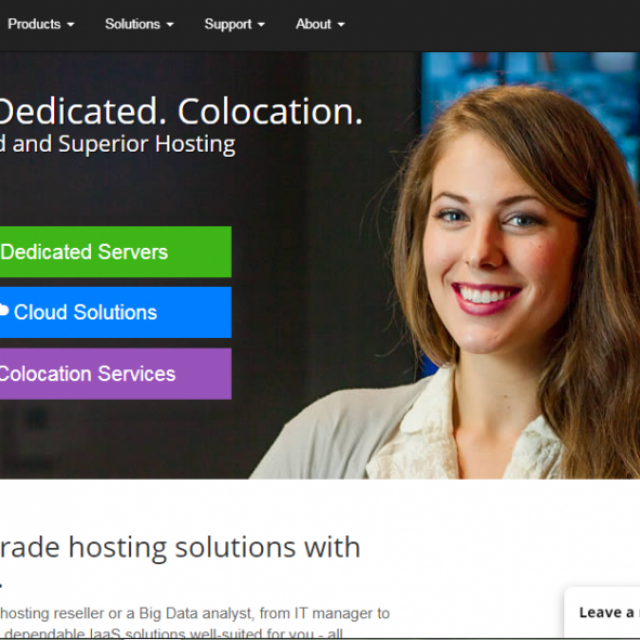 Products
Solutions
Support
About
Dedicated. Colocation.
and Superior Hosting
Dedicated Servers
Cloud Solutions
Colocation Services
rade hosting solutions with
.
hosting reseller or a Big Data analyst, from IT manager to
dependable IaaS solutions well-suited for you - all
Leave a